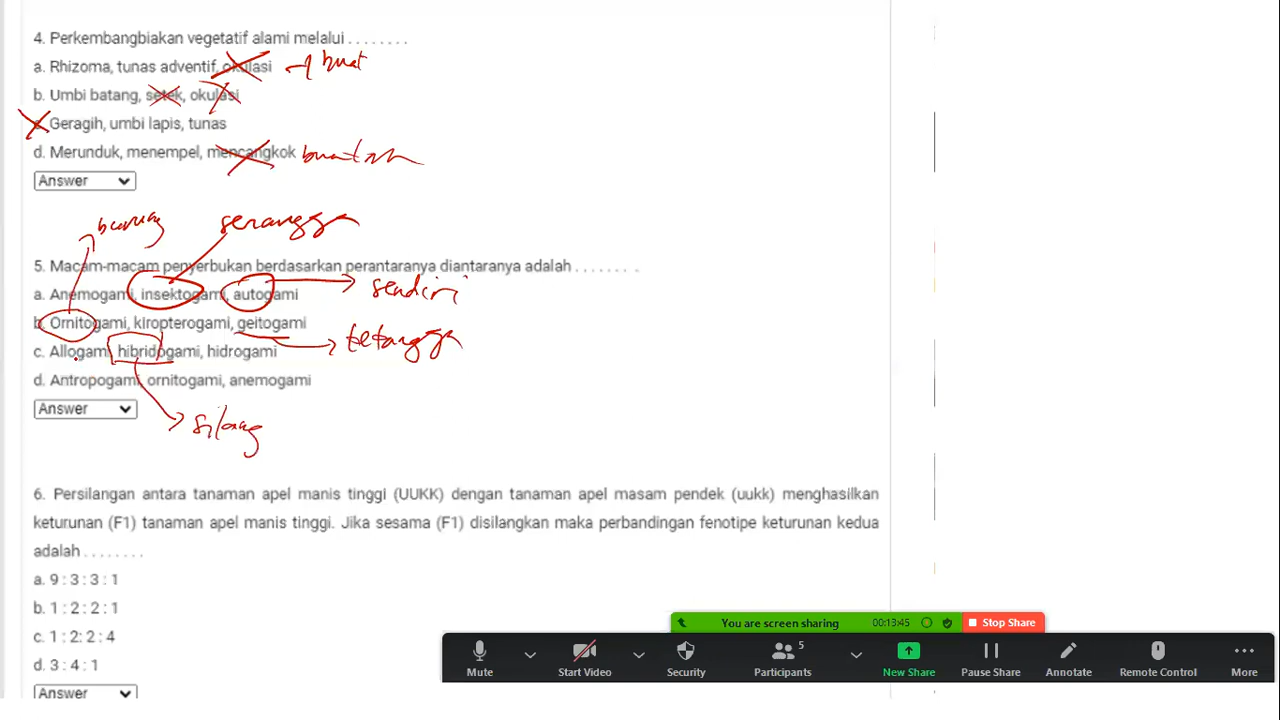 4. Perkembangbiakan vegetatif alami melalui . . . . . . . .
a. Rhizoma, tunas adventif, okulasi → buat
b. Umbi batang, setek, okulasi
c. Geragih, umbi lapis, tunas
d. Merunduk, menempel, mencangkok buatan
Answer
burung serangga
5. Macam-macam penyerbukan berdasarkan perantaranya diantaranya adalah . . . . . . . .
a. Anemogami, insektogami, autogami → sendiri
b. Ornitogami, kiropterogami, geitogami → tetangga
c. Allogami, hibridogami, hidrogami
d. Antropogami, ornitogami, anemogami
Answer
silang
6. Persilangan antara tanaman apel manis tinggi (UUKK) dengan tanaman apel masam pendek (uukk) menghasilkan
keturunan (F1) tanaman apel manis tinggi. Jika sesama (F1) disilangkan maka perbandingan fenotipe keturunan kedua
adalah . . . . . . . .
a. 9 : 3 : 3 : 1
b. 1 : 2 : 2 : 1
c. 1 : 2: 2 : 4
d. 3 : 4 : 1
Answer
You are screen sharing 00:13:45 Stop Share
5
Mute Start Video Security Participants New Share Pause Share Annotate Remote Control More